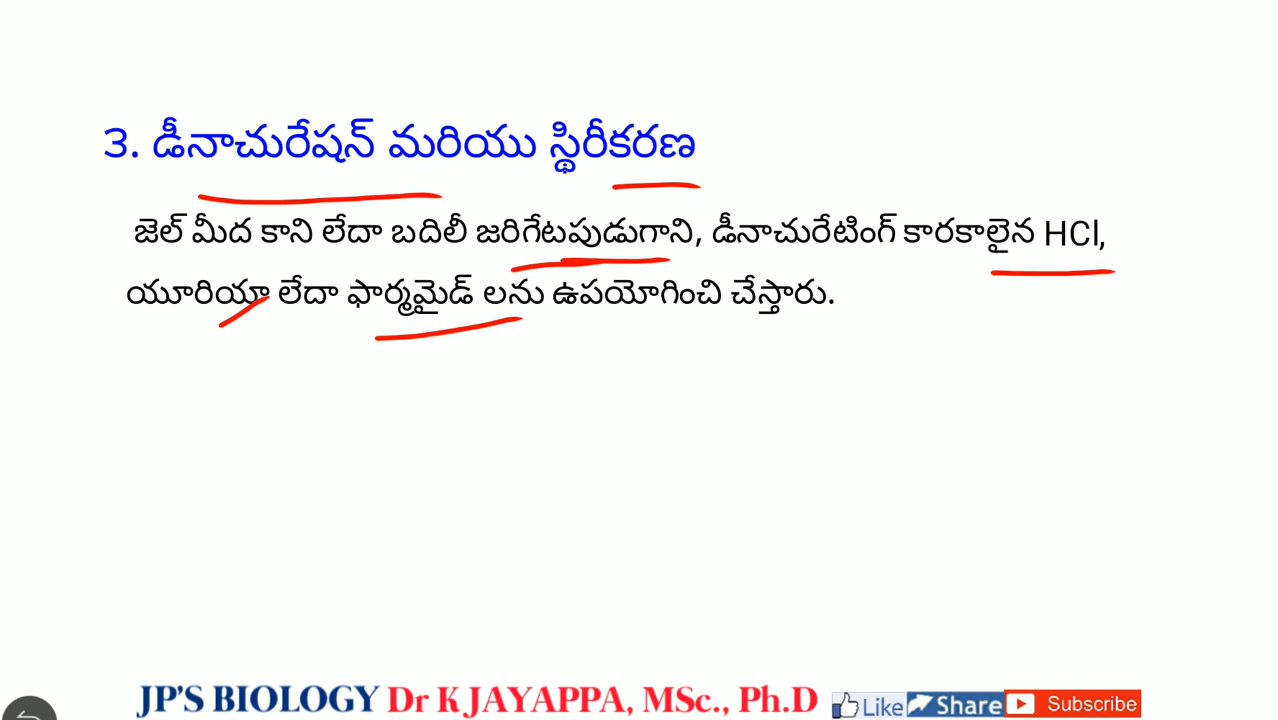 3. డీనాచురేషన్ మరియు స్థిరీకరణ
జెల్ మీద కాని లేదా బదిలీ జరిగేటపుడుగాని, డీనాచురేటింగ్ కారకాలైన HCl,
యూరియా లేదా ఫార్మమైడ్ లను ఉపయోగించి చేస్తారు.
JP'S BIOLOGY Dr K JAYAPPA, MSc., Ph.D Like Share Subscribe